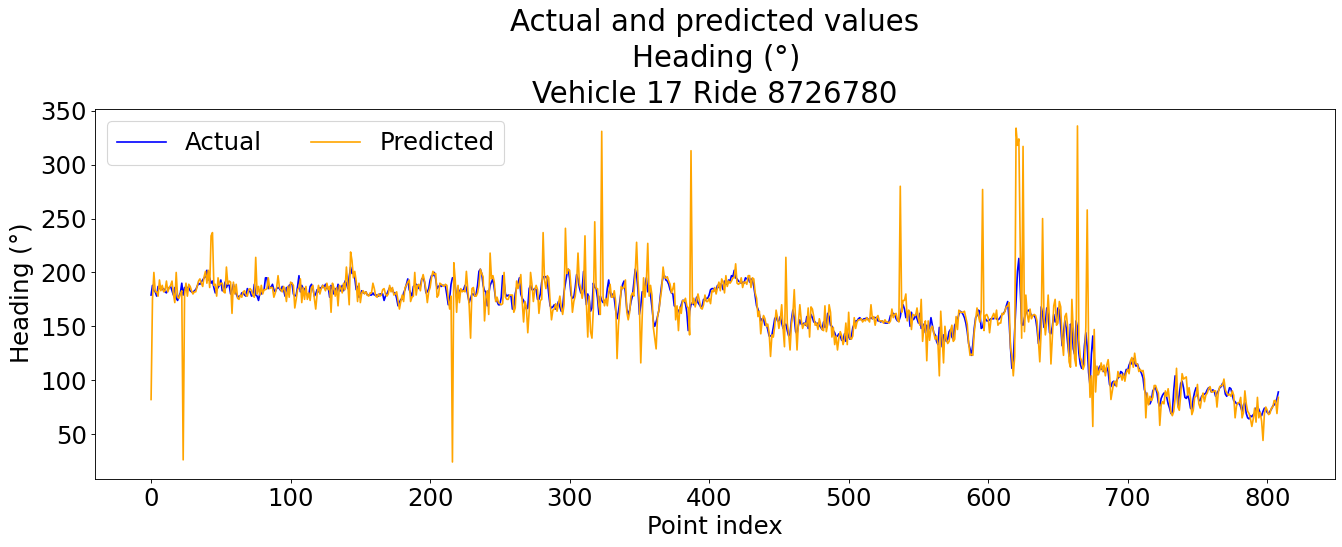 Actual and predicted values
Heading (°)
Vehicle 17 Ride 8726780
350
300
250
200
150
100
50
Heading (°)
Actual
Predicted
0
100
200
300
400
500
600
700
800
Point index